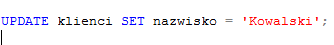 UPDATE klienci SET nazwisko = 'Kowalski';